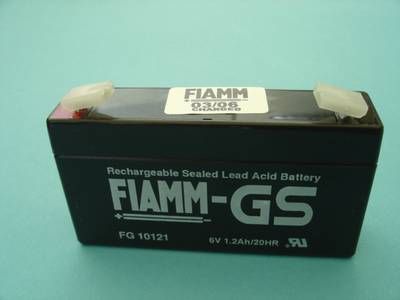 FIAMM
03/06
CHARGED
Rechargeable Sealed Lead Acid Battery
FIAMM-GS
FG 10121
6V 1.2Ah/20HR